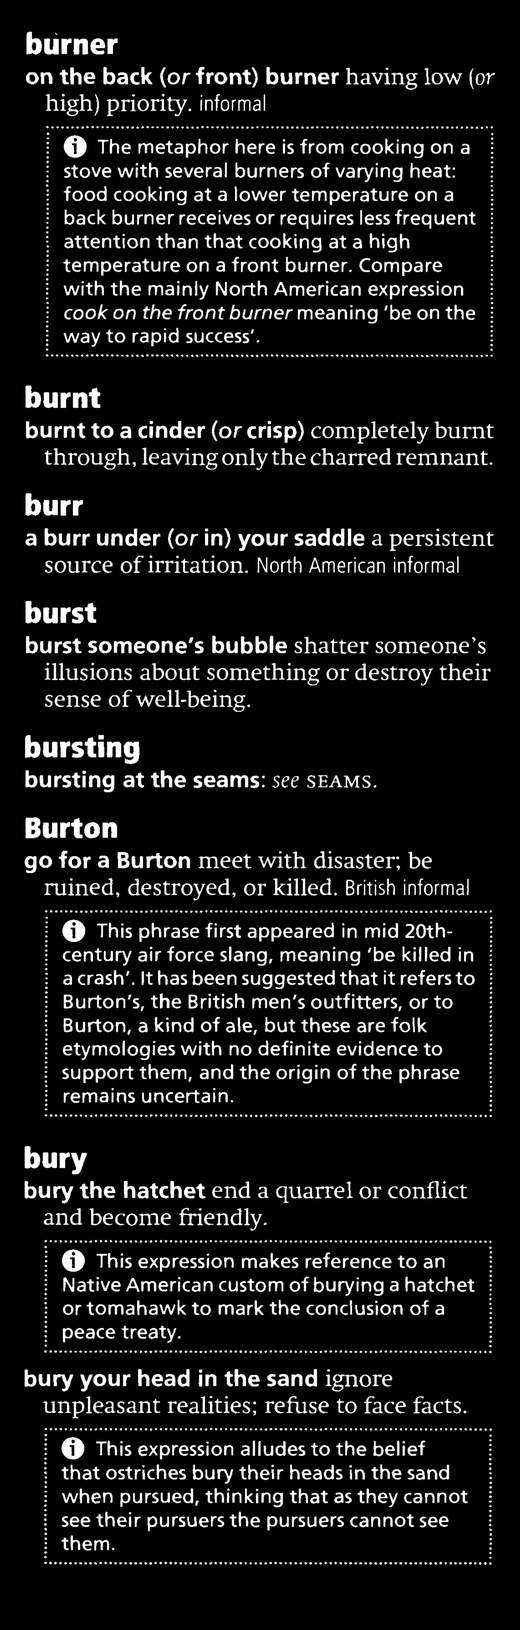 burner
on the back (or front) burner having low (or
high) priority. informal
i The metaphor here is from cooking on a
stove with several burners of varying heat:
food cooking at a lower temperature on a
back burner receives or requires less frequent
attention than that cooking at a high
temperature on a front burner. Compare
with the mainly North American expression
cook on the front burner meaning 'be on the
way to rapid success'.
burnt
burnt to a cinder (or crisp) completely burnt
through, leaving only the charred remnant.
burr
a burr under (or in) your saddle a persistent
source of irritation. North American informal
burst
burst someone's bubble shatter someone's
illusions about something or destroy their
sense of well-being.
bursting
bursting at the seams: see SEAMS.
Burton
go for a Burton meet with disaster; be
ruined, destroyed, or killed. British informal
i This phrase first appeared in mid 20th-
century air force slang, meaning 'be killed in
a crash'. It has been suggested that it refers to
Burton's, the British men's outfitters, or to
Burton, a kind of ale, but these are folk
etymologies with no definite evidence to
support them, and the origin of the phrase
remains uncertain.
bury
bury the hatchet end a quarrel or conflict
and become friendly.
i This expression makes reference to an
Native American custom of burying a hatchet
or tomahawk to mark the conclusion of a
peace treaty.
bury your head in the sand ignore
unpleasant realities; refuse to face facts.
i This expression alludes to the belief
that ostriches bury their heads in the sand
when pursued, thinking that as they cannot
see their pursuers the pursuers cannot see
them.